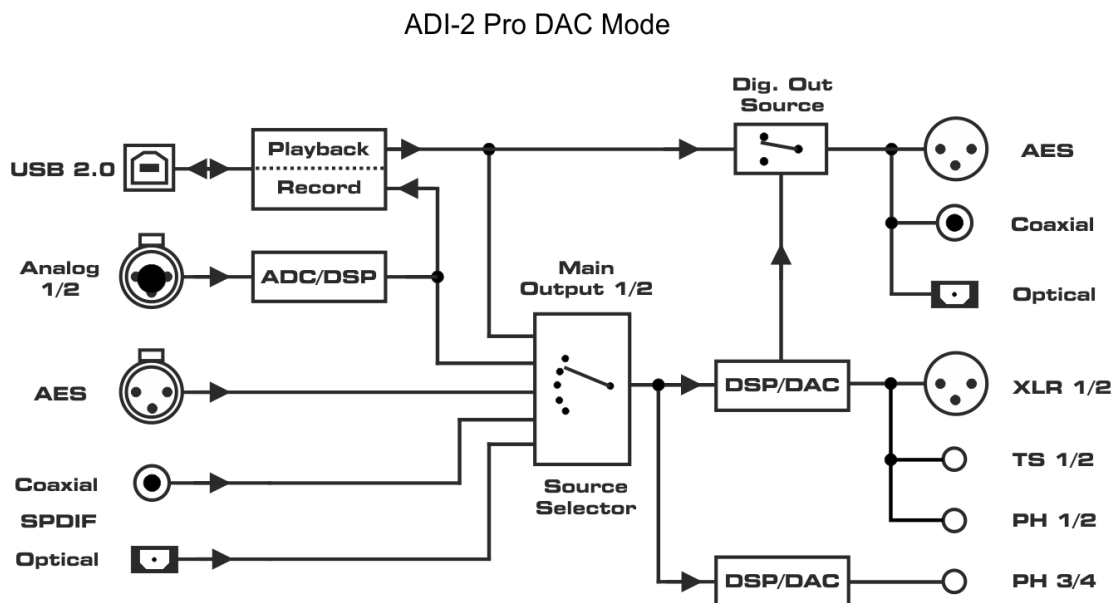 ADI-2 Pro DAC Mode
Dig. Out
Source
USB 2.0
Playback
Record
AES
Coaxial
Analog
1/2
ADC/DSP
Main
Output 1/2
Optical
AES
DSP/DAC
XLR 1/2
TS 1/2
Coaxial
Source
Selector
SPDIF
PH 1/2
Optical
DSP/DAC
PH 3/4